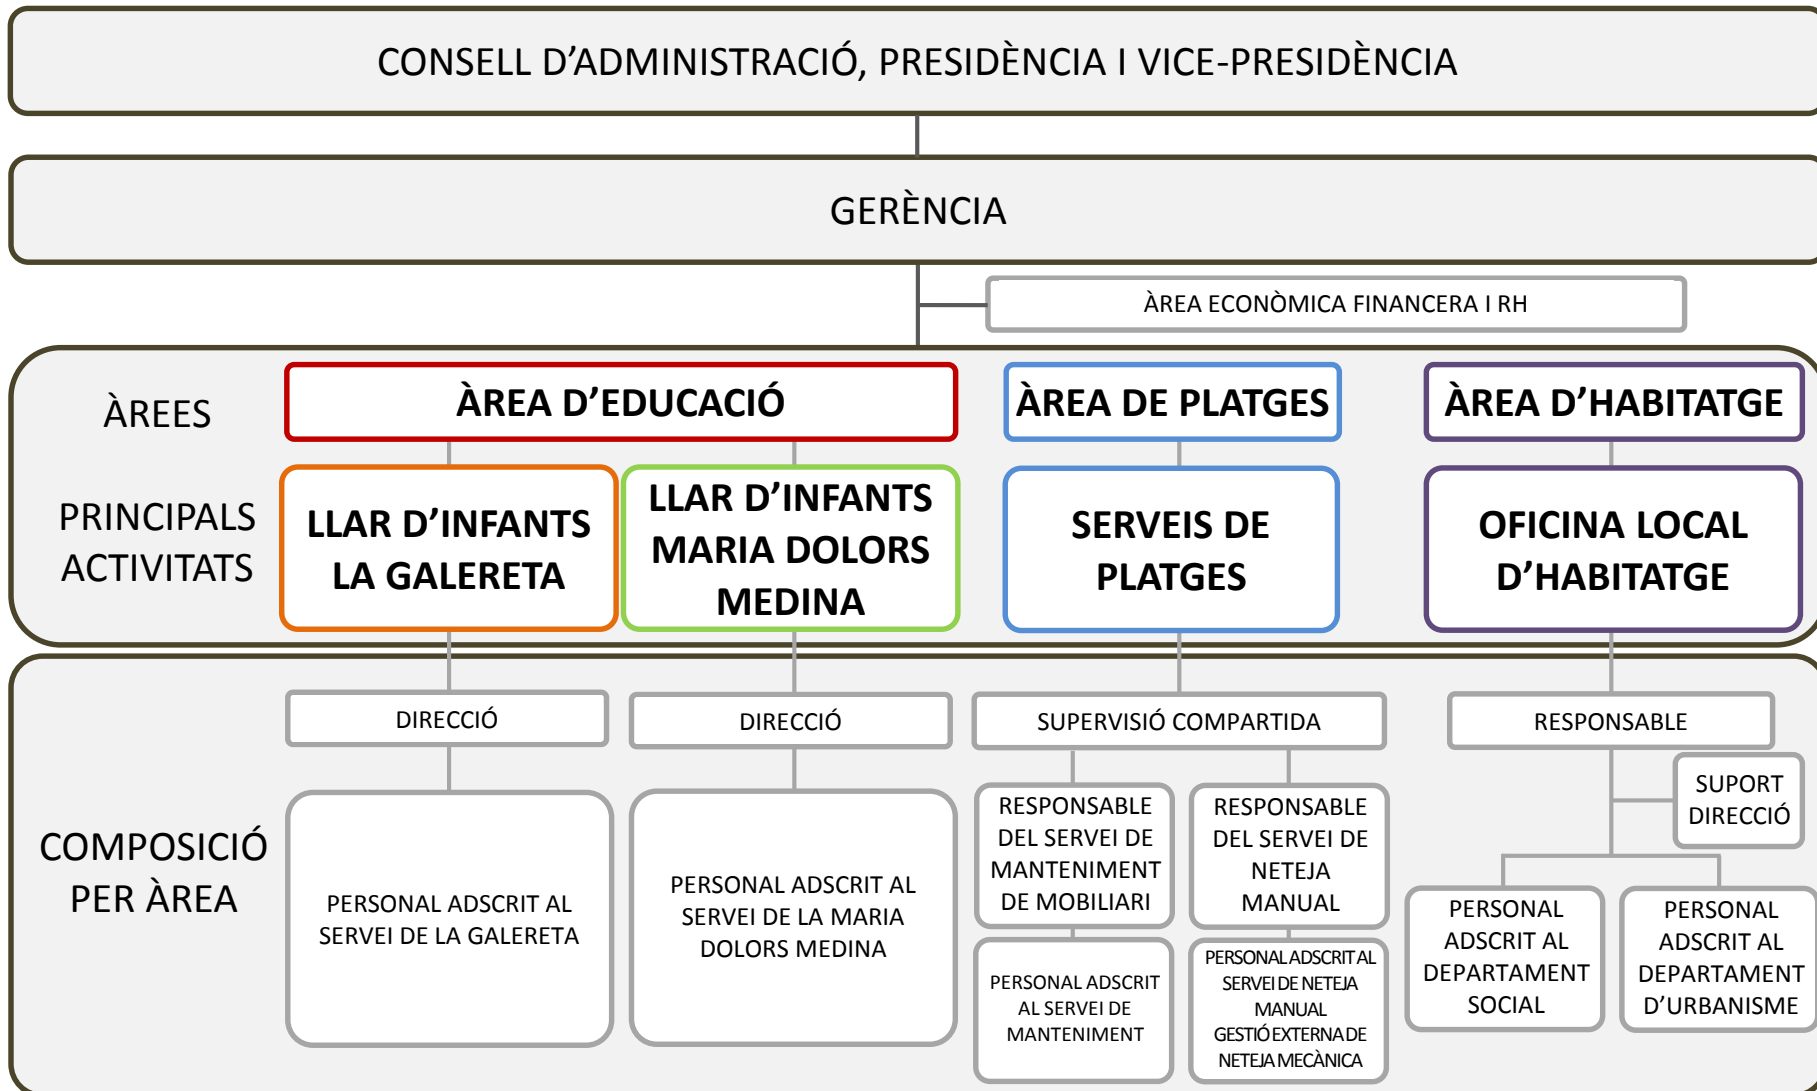 CONSELL D’ADMINISTRACIÓ, PRESIDÈNCIA I VICE-PRESIDÈNCIA
GERÈNCIA
ÀREA ECONÒMICA FINANCERA I RH
ÀREES
ÀREA D’EDUCACIÓ
ÀREA DE PLATGES
ÀREA D’HABITATGE
PRINCIPALS
ACTIVITATS
LLAR D’INFANTS
LA GALERETA
LLAR D’INFANTS
MARIA DOLORS
MEDINA
SERVEIS DE
PLATGES
OFICINA LOCAL
D’HABITATGE
COMPOSICIÓ
PER ÀREA
DIRECCIÓ
PERSONAL ADSCRIT AL
SERVEI DE LA GALERETA
DIRECCIÓ
PERSONAL ADSCRIT AL
SERVEI DE LA MARIA
DOLORS MEDINA
SUPERVISIÓ COMPARTIDA
RESPONSABLE
DEL SERVEI DE
MANTENIMENT
DE MOBILIARI
PERSONAL ADSCRIT
AL SERVEI DE
MANTENIMENT
RESPONSABLE
DEL SERVEI DE
NETEJA
MANUAL
PERSONAL ADSCRIT AL
SERVEI DE NETEJA
MANUAL
GESTIÓ EXTERNA DE
NETEJA MECÀNICA
RESPONSABLE
SUPORT
DIRECCIÓ
PERSONAL
ADSCRIT AL
DEPARTAMENT
SOCIAL
PERSONAL
ADSCRIT AL
DEPARTAMENT
D’URBANISME